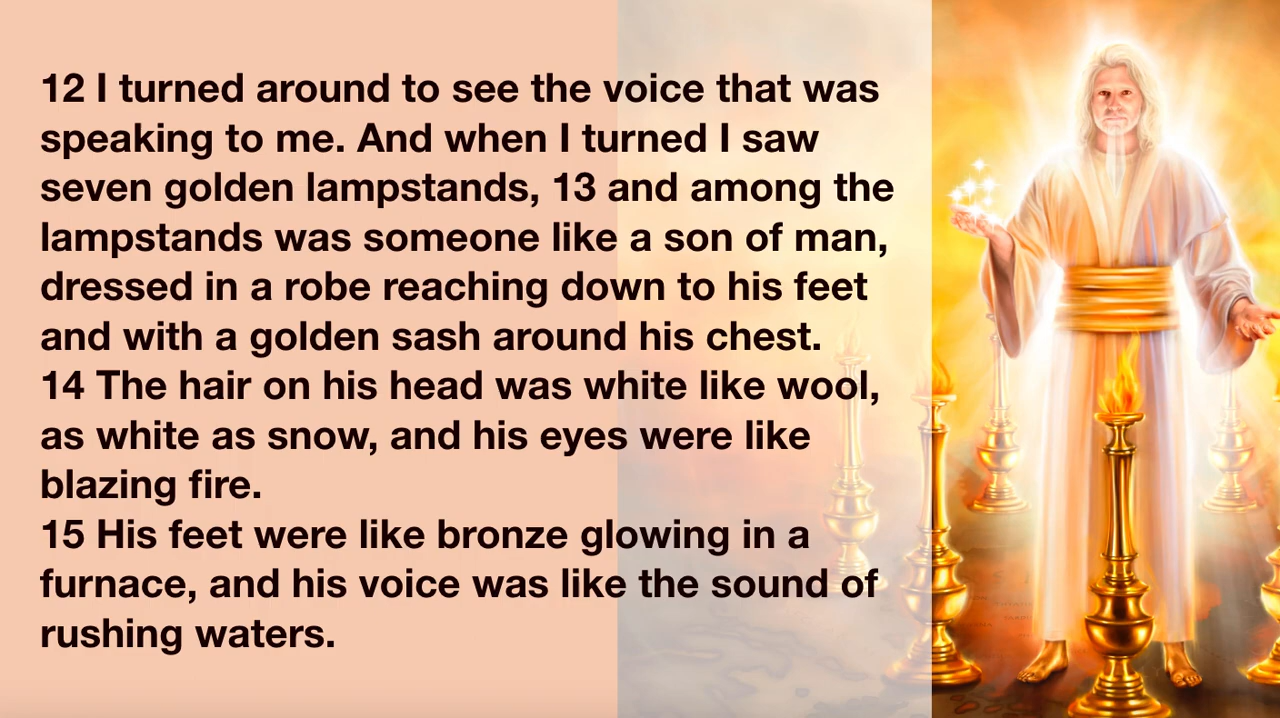 12 I turned around to see the voice that was
speaking to me. And when I turned I saw
seven golden lampstands, 13 and among the
lampstands was someone like a son of man,
dressed in a robe reaching down to his feet
and with a golden sash around his chest.
14 The hair on his head was white like wool,
as white as snow, and his eyes were like
blazing fire.
15 His feet were like bronze glowing in a
furnace, and his voice was like the sound of
rushing waters.